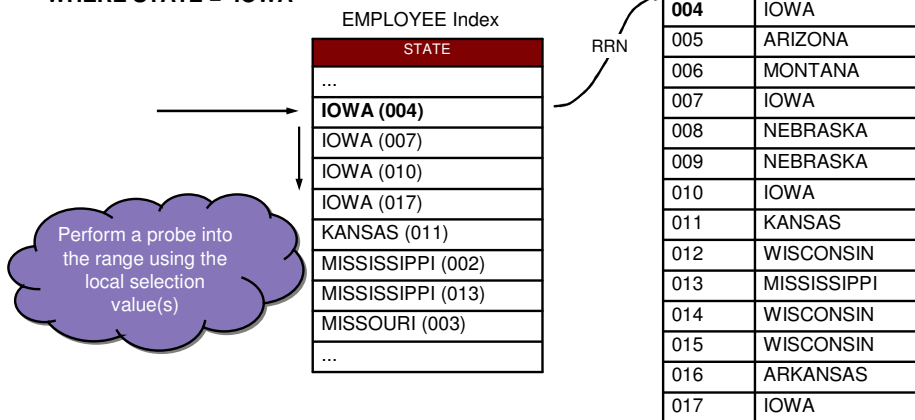 WHERE STATE = 'IOWA'
EMPLOYEE Index
STATE
...
IOWA (004)
IOWA (007)
IOWA (010)
IOWA (017)
KANSAS (011)
MISSISSIPPI (002)
MISSISSIPPI (013)
MISSOURI (003)
...
Perform a probe into
the range using the
local selection
value(s)
RRN
004 IOWA
005 ARIZONA
006 MONTANA
007 IOWA
008 NEBRASKA
009 NEBRASKA
010 IOWA
011 KANSAS
012 WISCONSIN
013 MISSISSIPPI
014 WISCONSIN
015 WISCONSIN
016 ARKANSAS
017 IOWA